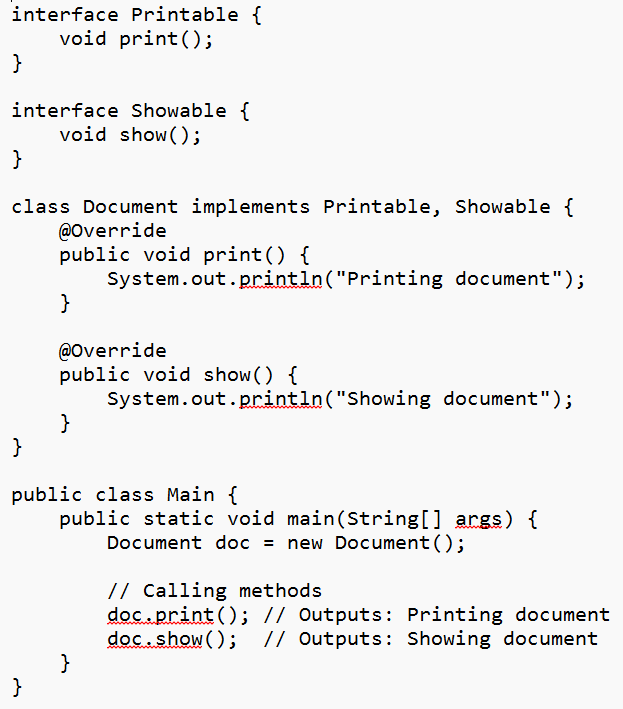 interface Printable {
    void print();
}

interface Showable {
    void show();
}

class Document implements Printable, Showable {
    @Override
    public void print() {
        System.out.println("Printing document");
    }

    @Override
    public void show() {
        System.out.println("Showing document");
    }
}

public class Main {
    public static void main(String[] args) {
        Document doc = new Document();

        // Calling methods
        doc.print(); // Outputs: Printing document
        doc.show();  // Outputs: Showing document
    }
}